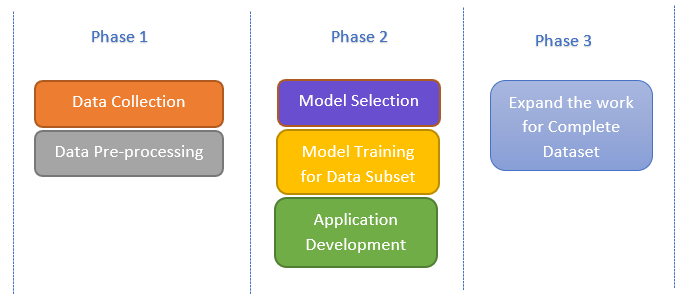 Phase 1
Data Collection
Data Pre-processing
Phase 2
Model Selection
Model Training
for Data Subset
Application
Development
Phase 3
Expand the work
for Complete
Dataset